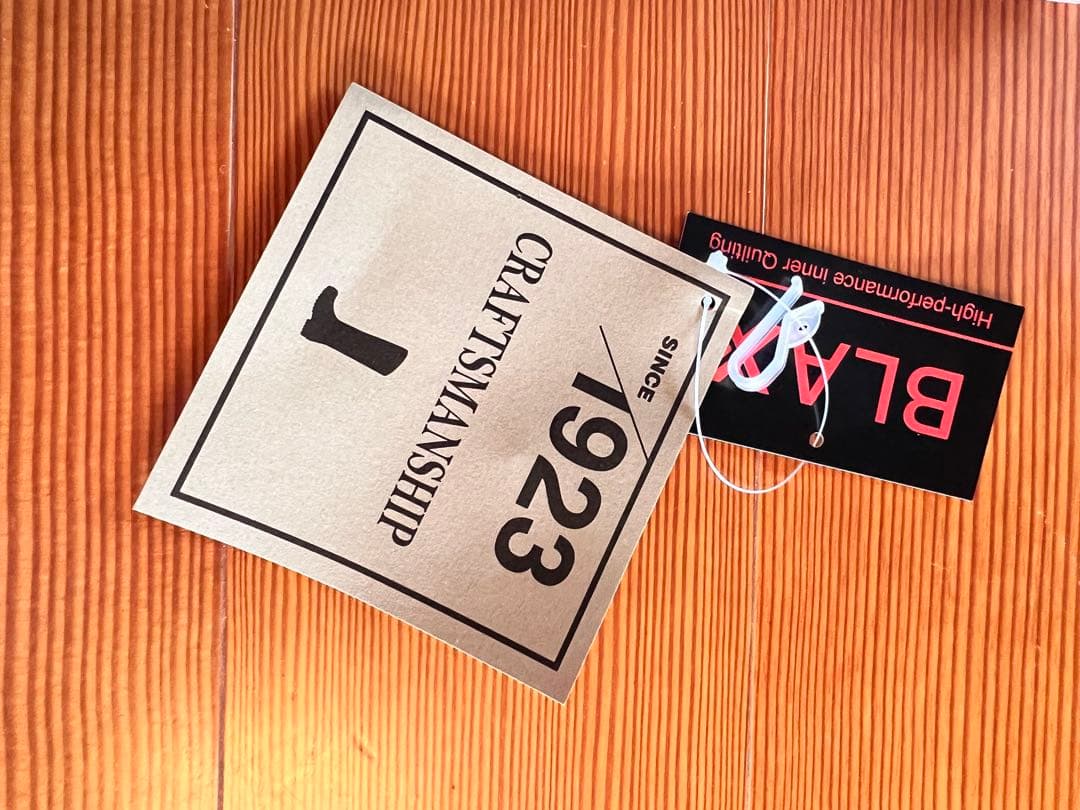 SINCE
1923
CRAFTSMANSHIP
High-performance inner Quilting